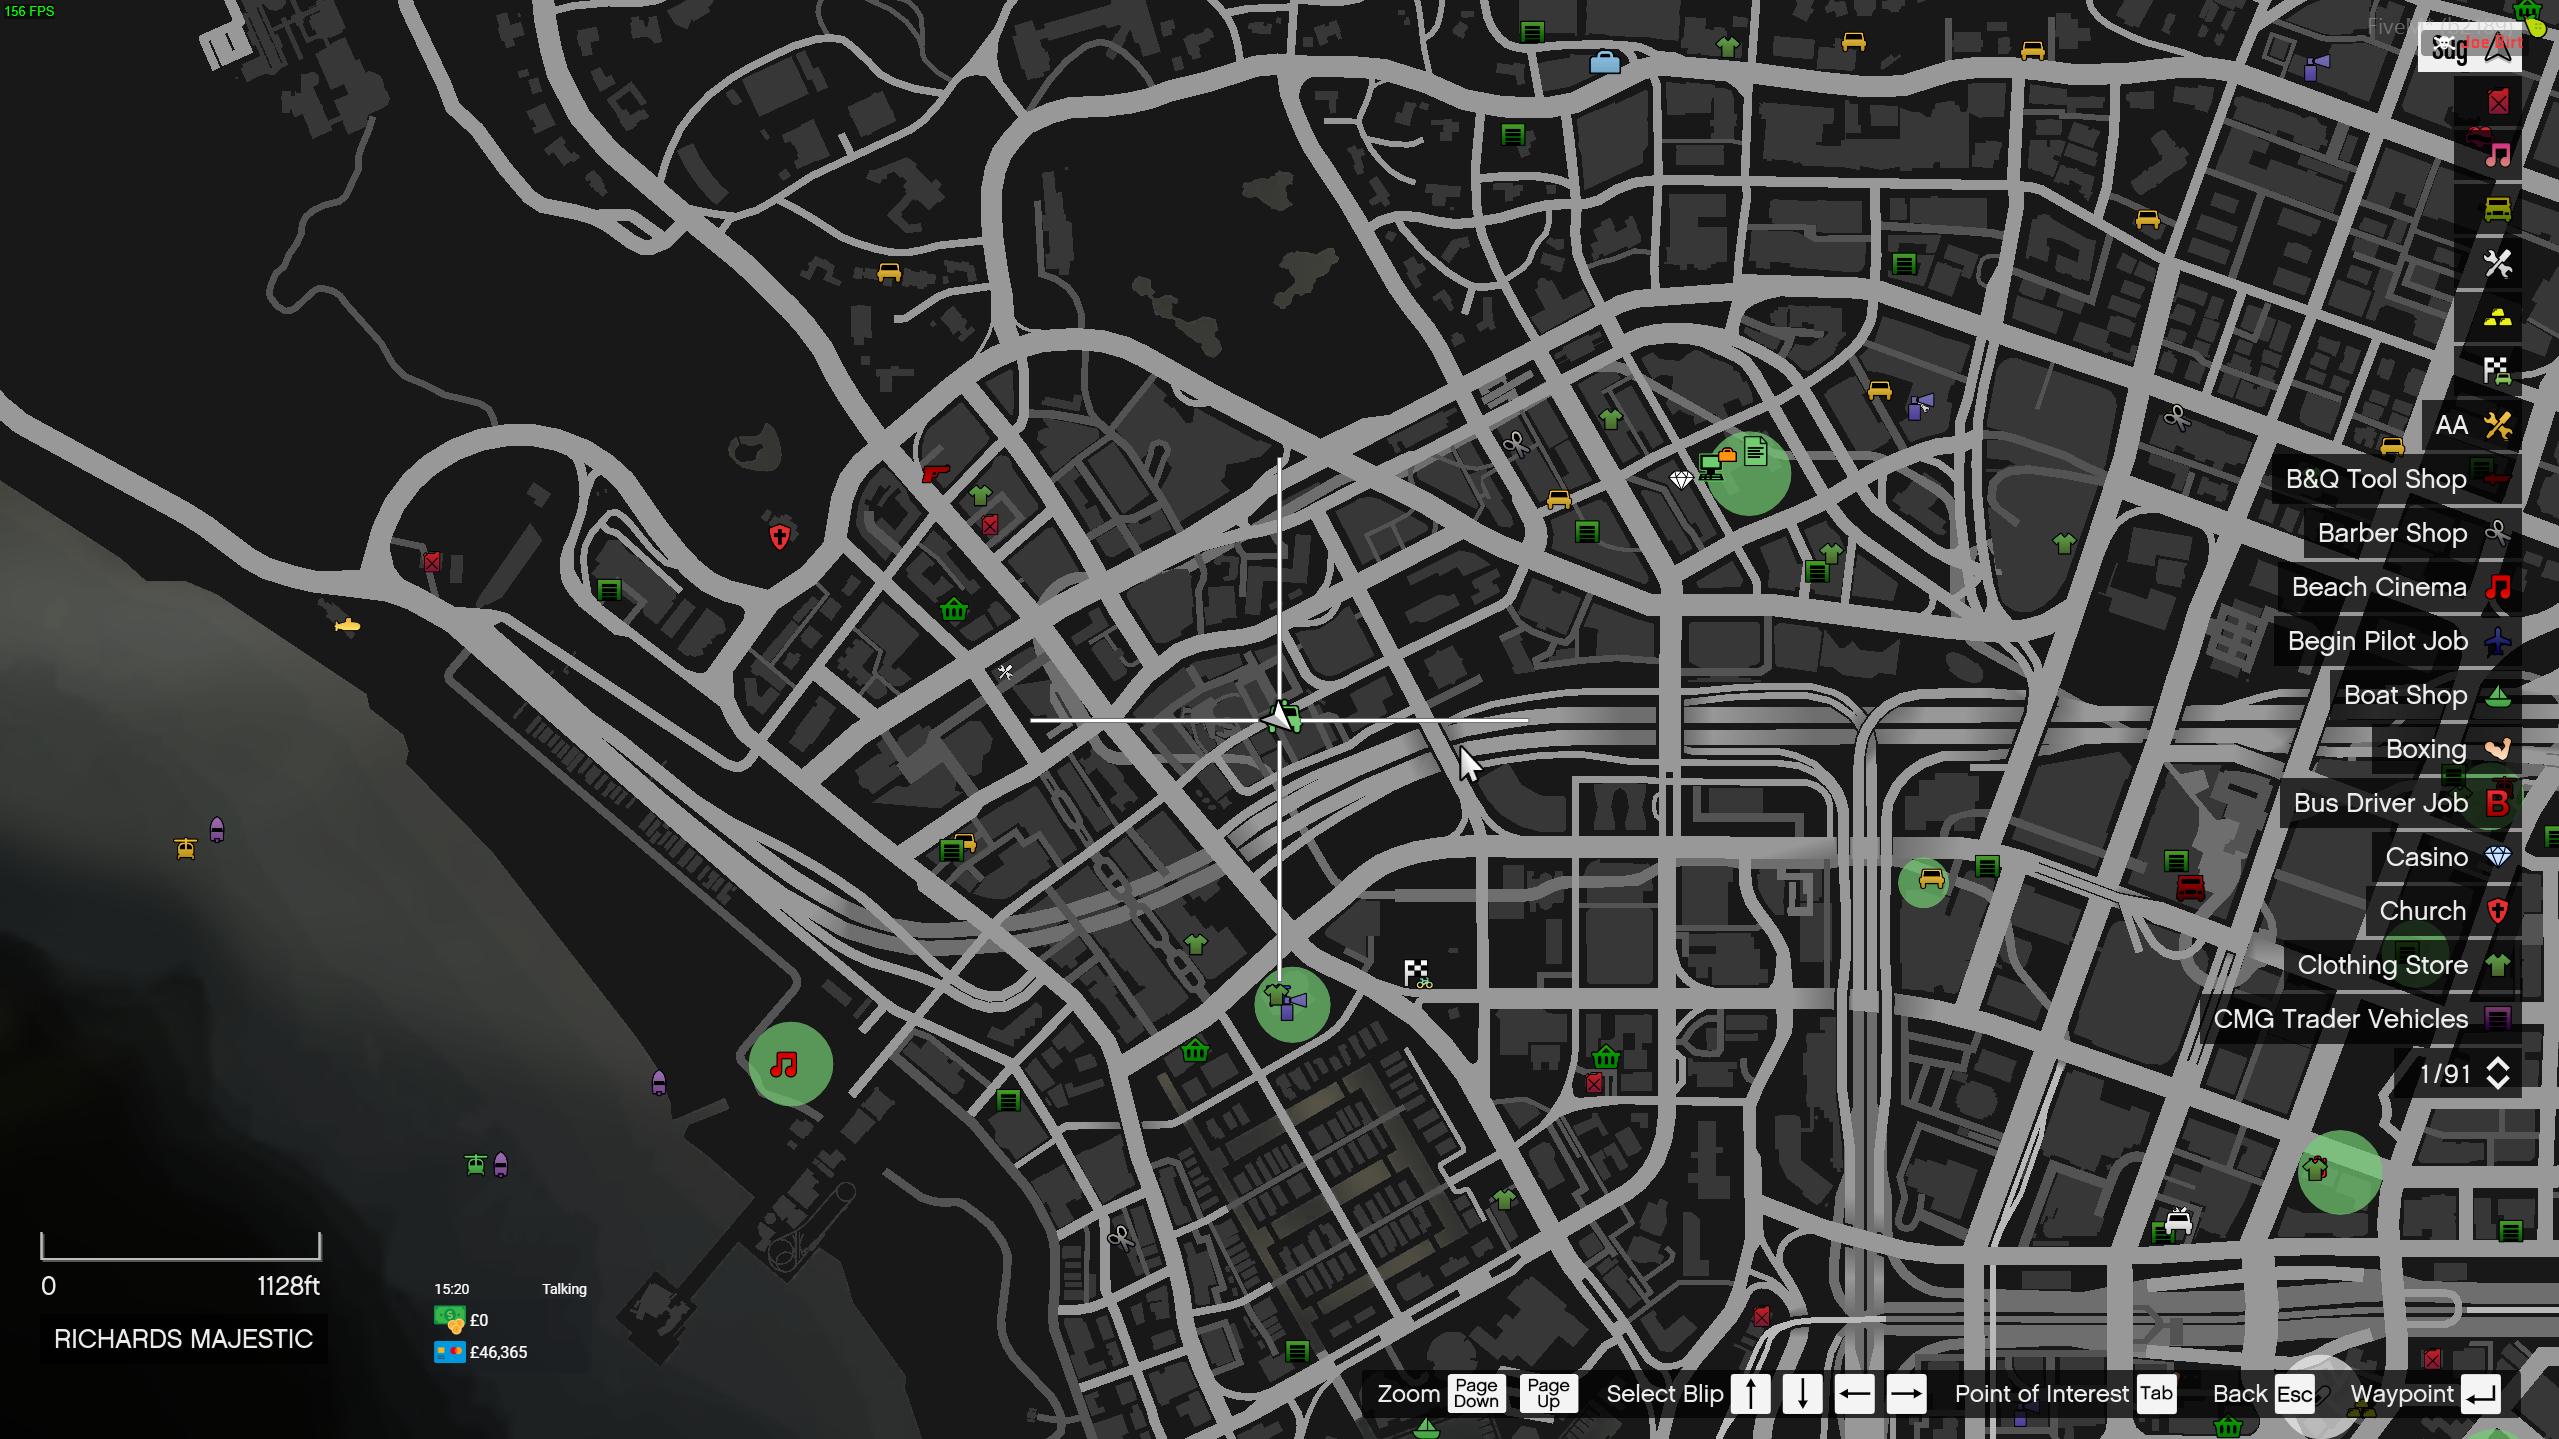 156 FPS
Joe Birt
AA
B&Q Tool Shop
Barber Shop
Beach Cinema
Begin Pilot Job
Boat Shop
Boxing
Bus Driver Job B
Casino
Church
Clothing Store
CMG Trader Vehicles
1/91
0 1128ft
RICHARDS MAJESTIC
15:20 Talking
£0
£46,365
Zoom Page Down Page Up Select Blip ↑ ↓ ← → Point of Interest Tab Back Esc Waypoint